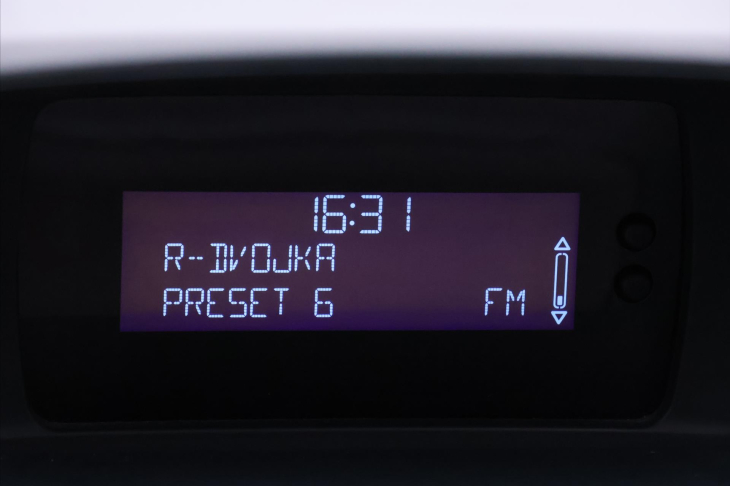 16:31
R-DVOJKA
PRESET 6 FM